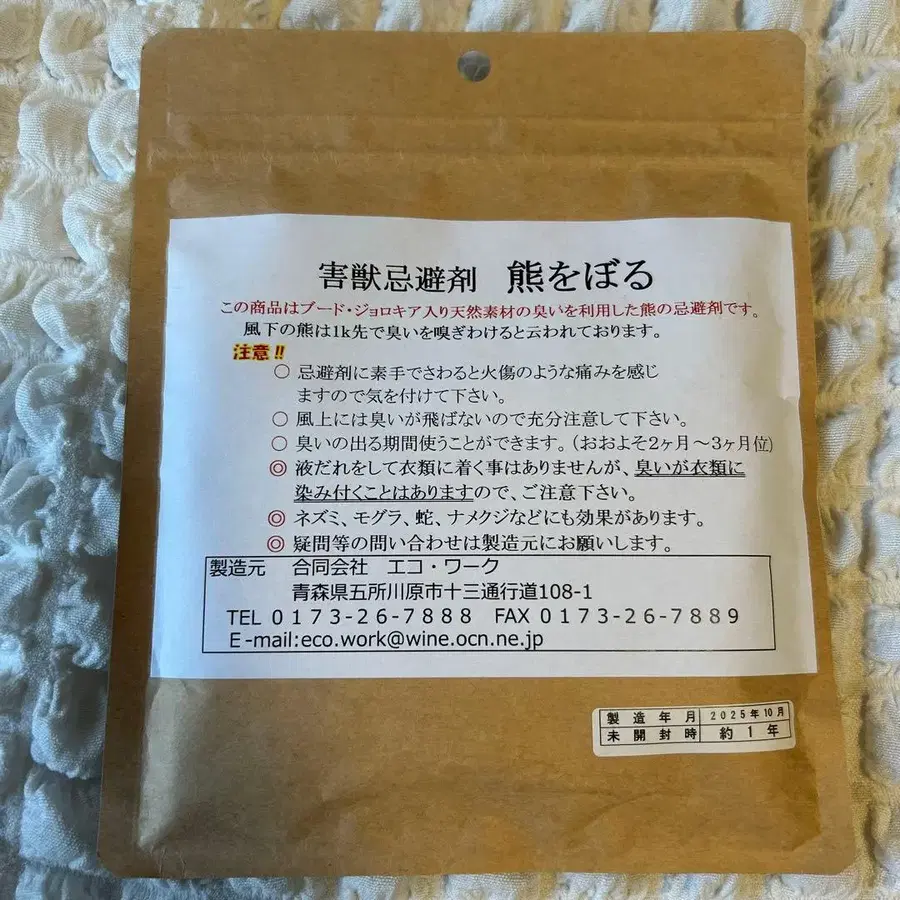 害獣忌避剤　熊をぼる
この商品はブード・ジョロキア入り天然素材の臭いを利用した熊の忌避剤です。
風下の熊は1k先で臭いを嗅ぎわけると云われております。
注意!!
○ 忌避剤に素手でさわると火傷のような痛みを感じ
ますので気を付けて下さい。
○ 風上には臭いが飛ばないので充分注意して下さい。
○ 臭いの出る期間使うことができます。(おおよそ2ヶ月～3ヶ月位)
◎ 液だれをして衣類に着く事はありませんが、臭いが衣類に
染み付くことはありますので、ご注意下さい。
◎ ネズミ、モグラ、蛇、ナメクジなどにも効果があります。
◎ 疑問等の問い合わせは製造元にお願いします。
製造元　合同会社　エコ・ワーク
青森県五所川原市十三通行道108-1
TEL 0173-26-7888 FAX 0173-26-7889
E-mail:eco.work@wine.ocn.ne.jp
製造年月 2025年10月
未開封時 約1年